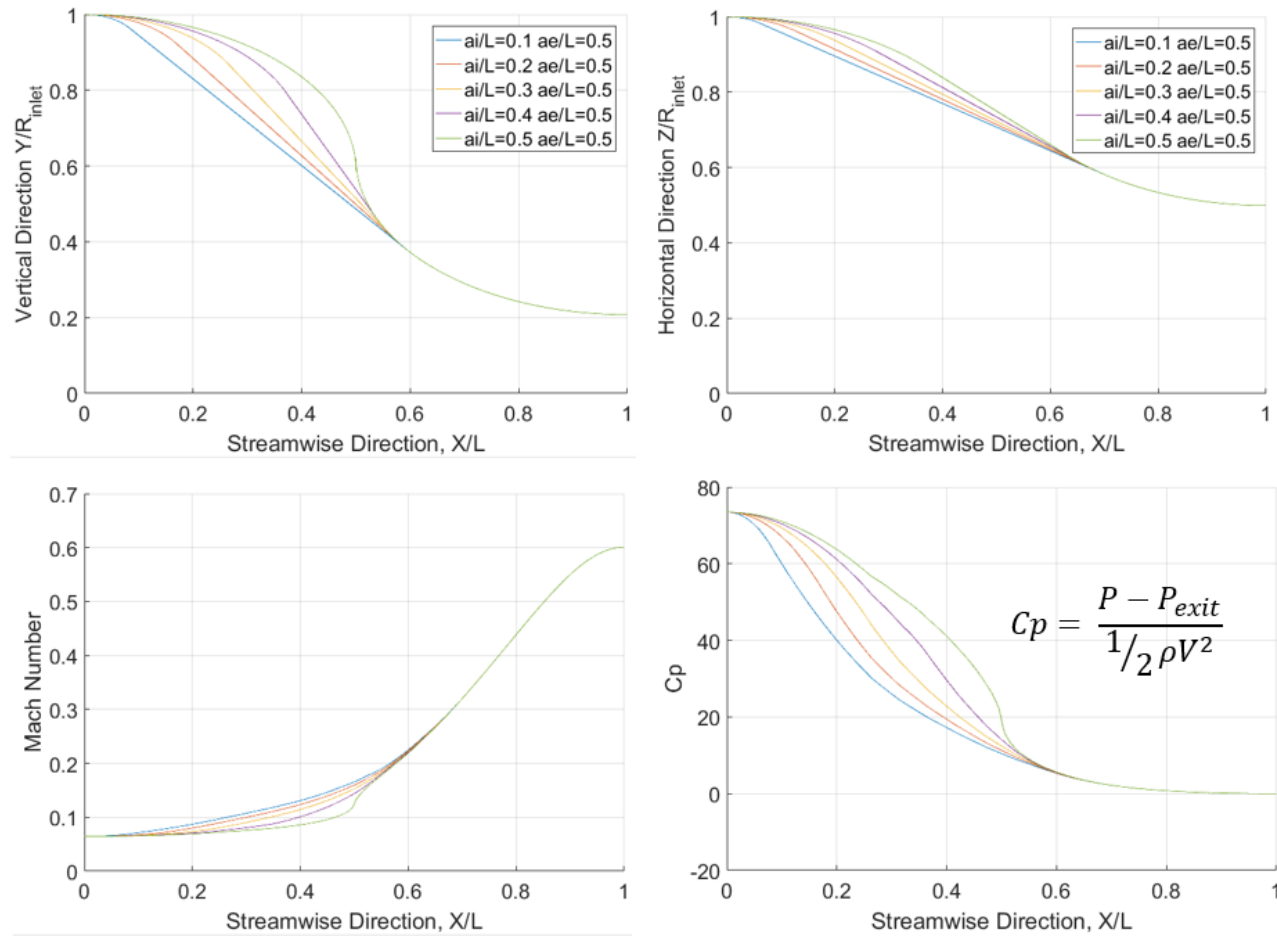 Vertical Direction Y/R_inlet
1
0.8
0.6
0.4
0.2
0
ai/L=0.1 ae/L=0.5
ai/L=0.2 ae/L=0.5
ai/L=0.3 ae/L=0.5
ai/L=0.4 ae/L=0.5
ai/L=0.5 ae/L=0.5
0 0.2 0.4 0.6 0.8 1
Streamwise Direction, X/L
Horizontal Direction Z/R_inlet
1
0.8
0.6
0.4
0.2
0
ai/L=0.1 ae/L=0.5
ai/L=0.2 ae/L=0.5
ai/L=0.3 ae/L=0.5
ai/L=0.4 ae/L=0.5
ai/L=0.5 ae/L=0.5
0 0.2 0.4 0.6 0.8 1
Streamwise Direction, X/L
Mach Number
0.7
0.6
0.5
0.4
0.3
0.2
0.1
0
0 0.2 0.4 0.6 0.8 1
Streamwise Direction, X/L
Cp
80
60
40
20
0
-20
Cp = (P − P_exit) / (1/2 ρV²)
0 0.2 0.4 0.6 0.8 1
Streamwise Direction, X/L